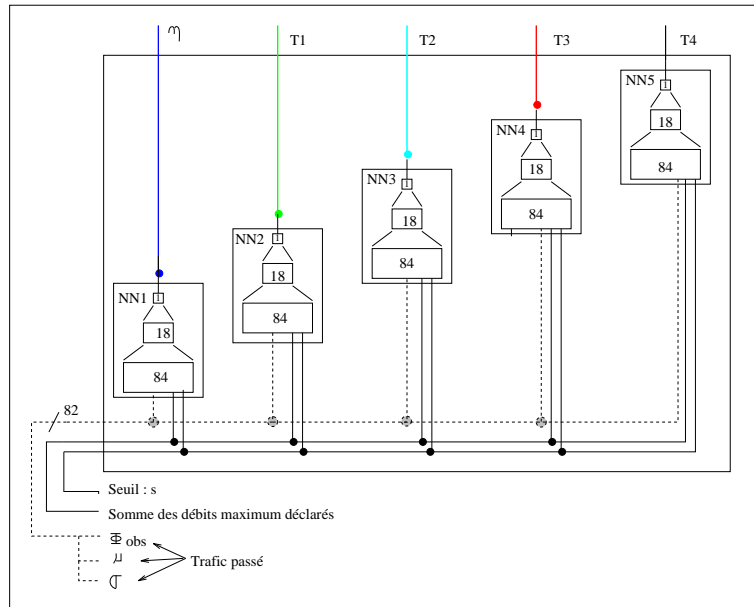 η T1 T2 T3 T4
NN5
1
18
84
NN4
1
18
84
NN3
1
18
84
NN2
1
18
84
NN1
1
18
84
82
Seuil : s
Somme des débits maximum déclarés
Φ obs
μ
Trafic passé
σ